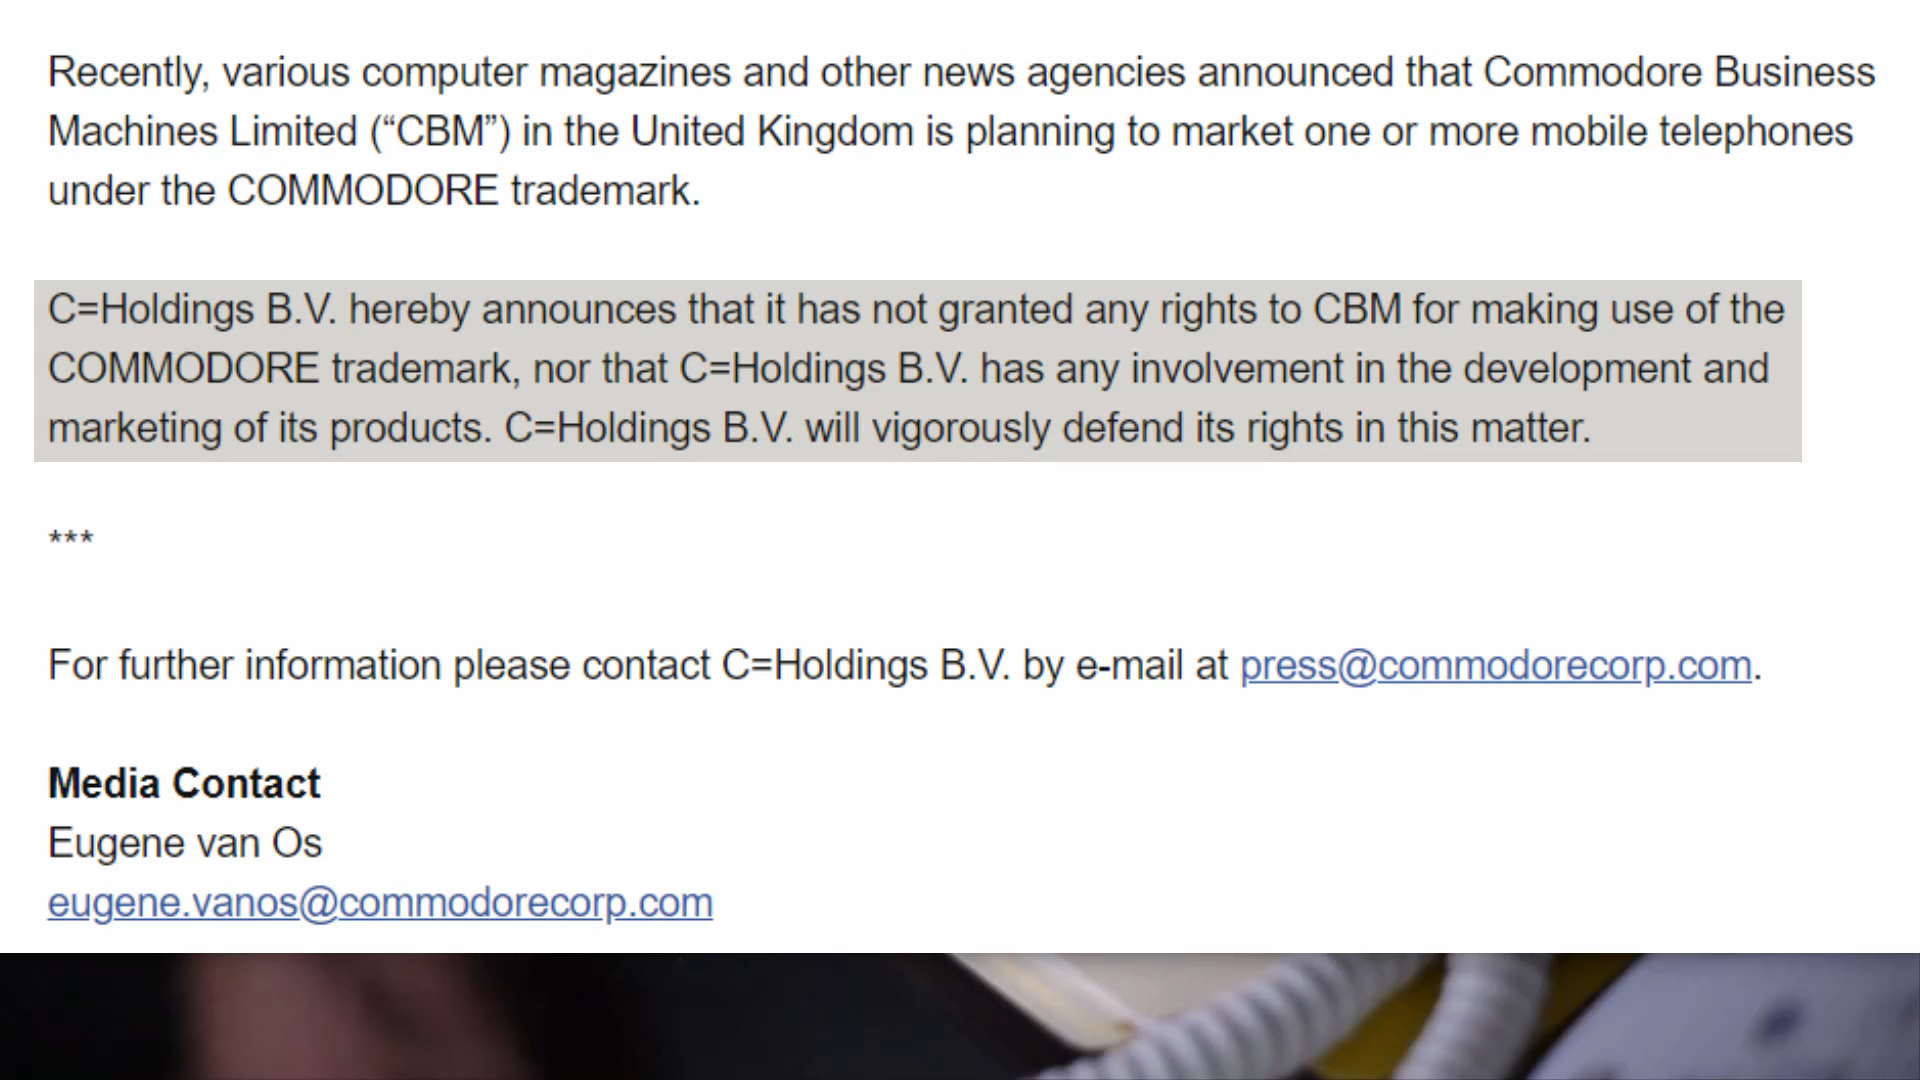 Recently, various computer magazines and other news agencies announced that Commodore Business
Machines Limited (“CBM”) in the United Kingdom is planning to market one or more mobile telephones
under the COMMODORE trademark.
C=Holdings B.V. hereby announces that it has not granted any rights to CBM for making use of the
COMMODORE trademark, nor that C=Holdings B.V. has any involvement in the development and
marketing of its products. C=Holdings B.V. will vigorously defend its rights in this matter.
***
For further information please contact C=Holdings B.V. by e-mail at press@commodorecorp.com.
Media Contact
Eugene van Os
eugene.vanos@commodorecorp.com